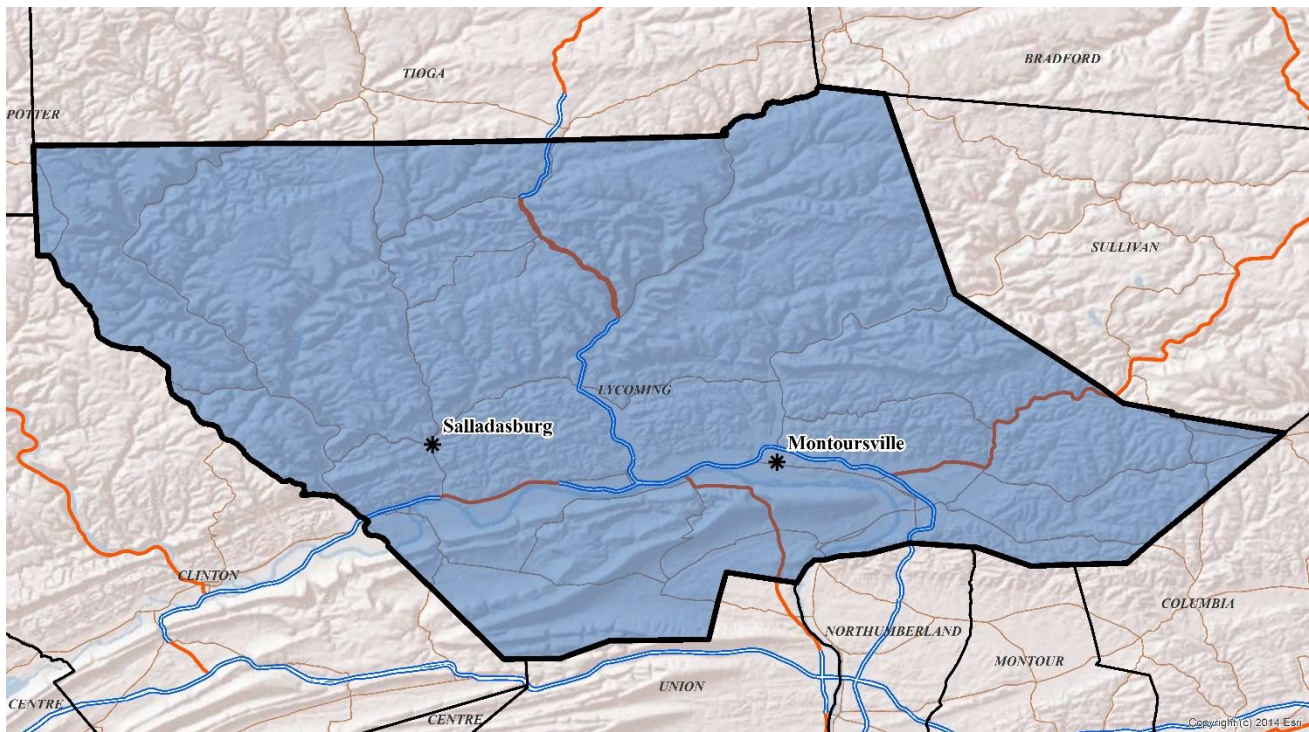 TIOGA
BRADFORD
POTTER
SULLIVAN
LYCOMING
Salladasburg
Montoursville
CLINTON
COLUMBIA
NORTHUMBERLAND
MONTOUR
UNION
CENTRE
CENTRE
Copyright:(c) 2014 Esri